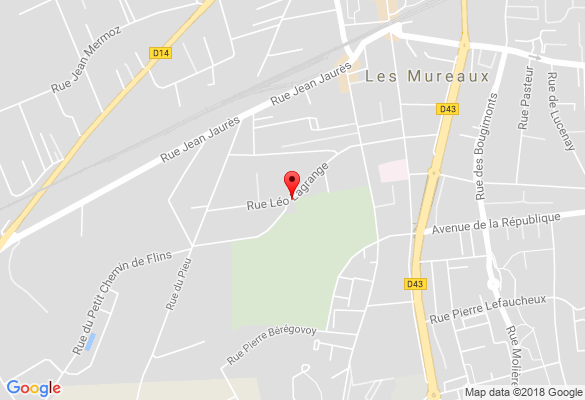 Rue Jean Mermoz
D14
Rue Jean Jaurès
Les Mureaux
Rue Pasteur
Rue de Lucenay
D43
Rue Jean Jaurès
Rue des Bougimonts
Rue Léo Lagrange
Avenue de la République
Rue du Petit Chemin de Flins
Rue du Pieu
D43
Rue Pierre Lefaucheux
Rue Pierre Bérégovoy
Rue Molière
Google
Map data ©2018 Google